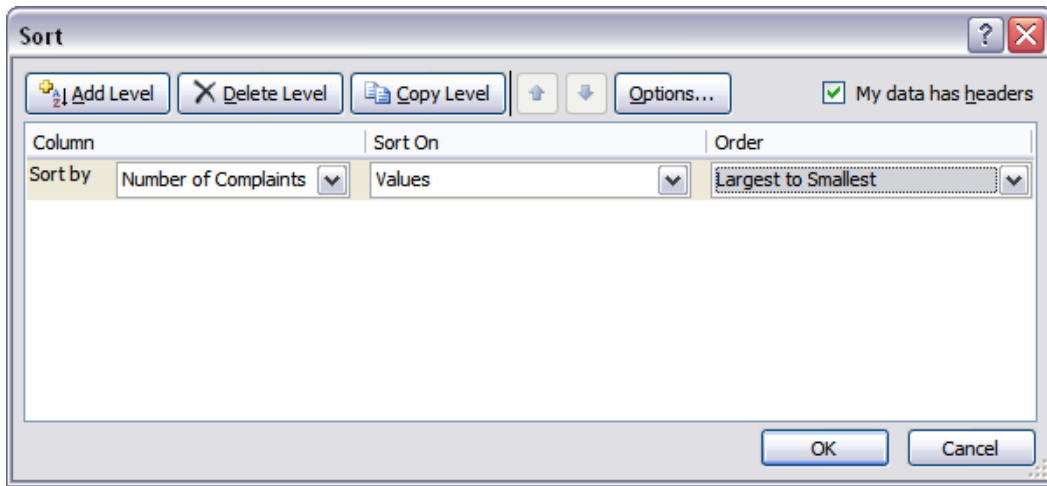 Sort
Add Level Delete Level Copy Level Options... My data has headers
Column Sort On Order
Sort by Number of Complaints Values Largest to Smallest
OK Cancel